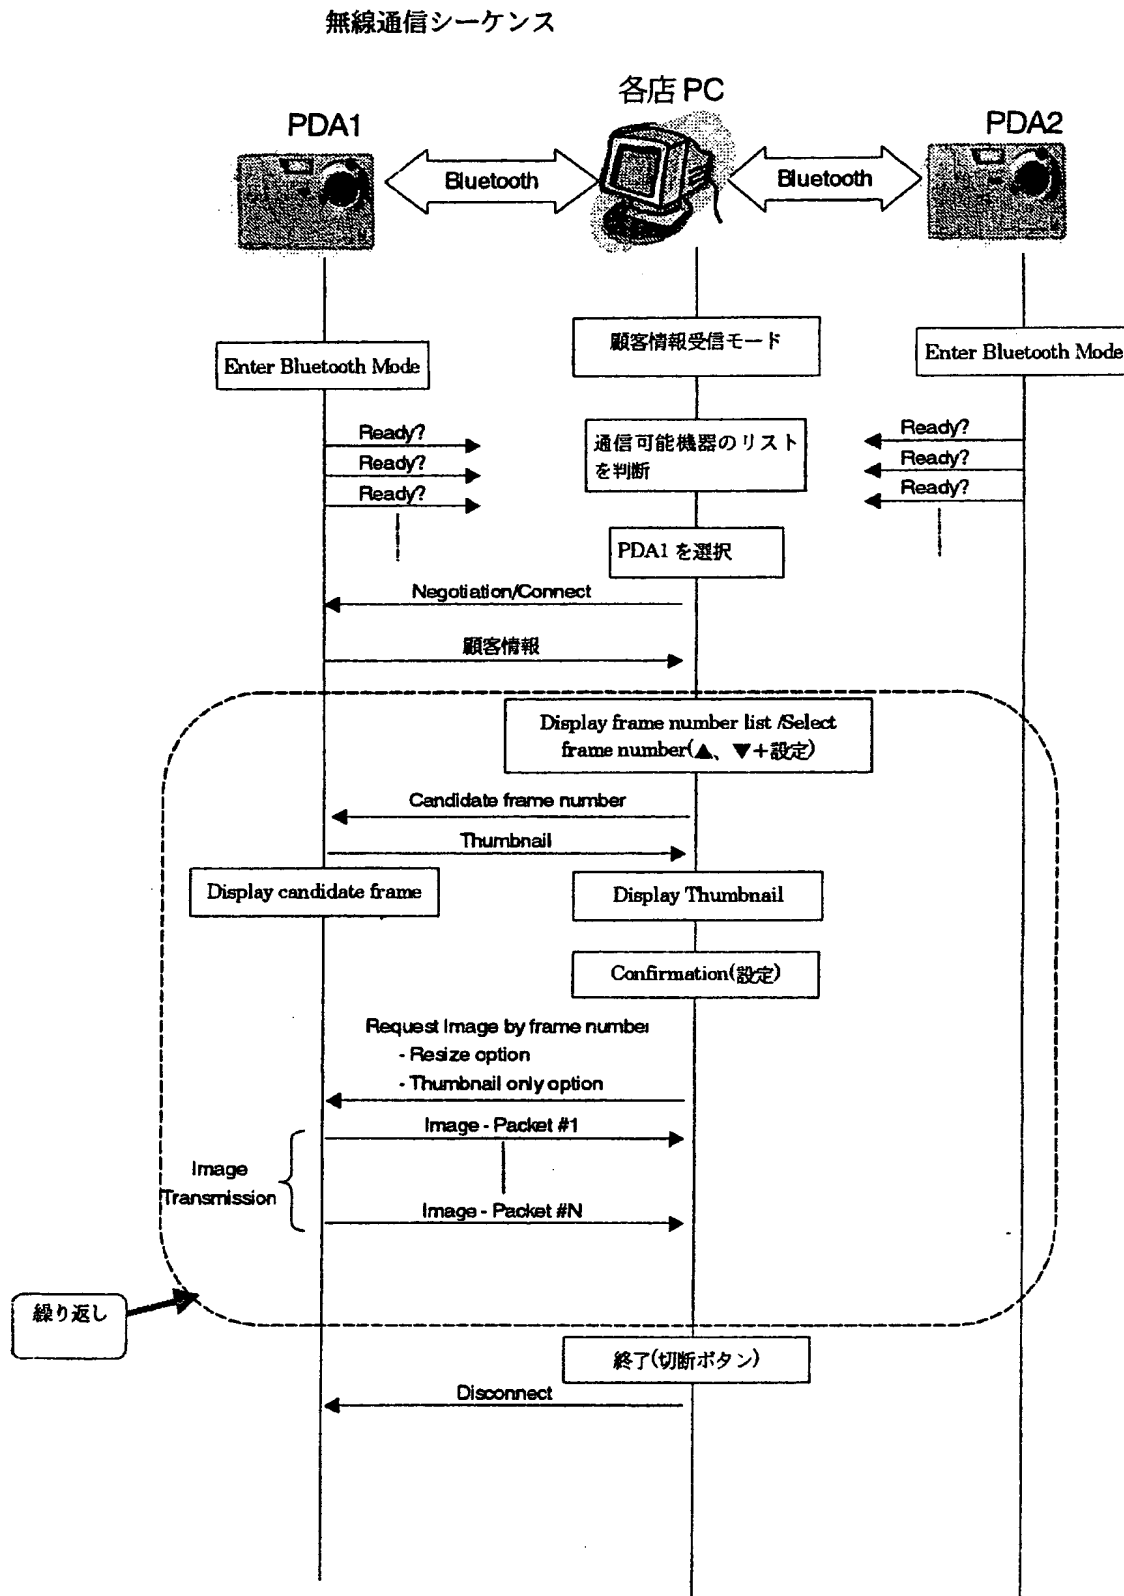 無線通信シーケンス
各店 PC
PDA1
PDA2
Bluetooth
Bluetooth
顧客情報受信モード
Enter Bluetooth Mode
Enter Bluetooth Mode
Ready?
Ready?
Ready?
通信可能機器のリスト
を判断
Ready?
Ready?
Ready?
PDA1 を選択
Negotiation/Connect
顧客情報
Display frame number list /Select
frame number(▲、▼+設定)
Candidate frame number
Thumbnail
Display candidate frame
Display Thumbnail
Confirmation(設定)
Request Image by frame number
- Resize option
- Thumbnail only option
Image - Packet #1
Image
Transmission
Image - Packet #N
繰り返し
終了(切断ボタン)
Disconnect